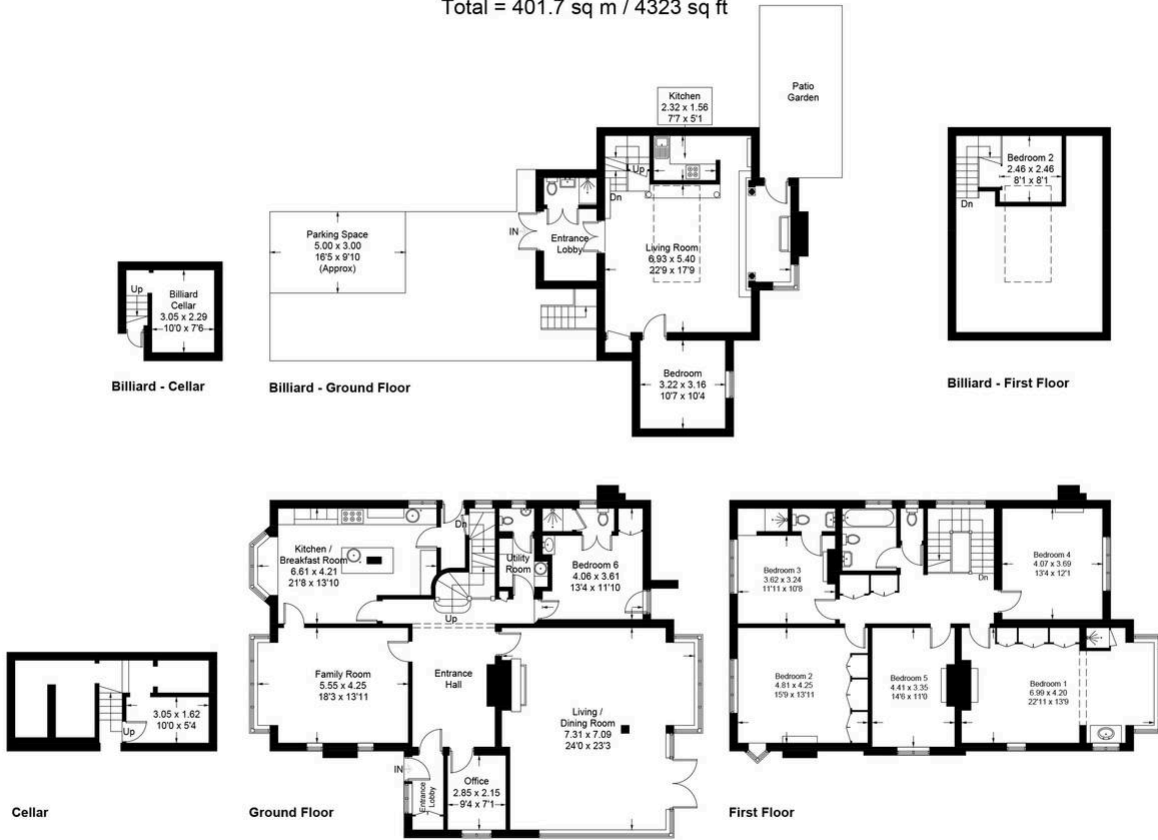 Total = 401.7 sq m / 4323 sq ft
Patio
Garden
Kitchen
2.32 x 1.56
7'7 x 5'1
Up
Dn
Parking Space
5.00 x 3.00
16'5 x 9'10
(Approx)
IN
Entrance
Lobby
Living Room
6.93 x 5.40
22'9 x 17'9
Bedroom
3.22 x 3.16
10'7 x 10'4
Bedroom 2
2.46 x 2.46
8'1 x 8'1
Dn
Up
Billiard
Cellar
3.05 x 2.29
10'0 x 7'6
Billiard - Cellar
Billiard - Ground Floor
Billiard - First Floor
Kitchen /
Breakfast Room
6.61 x 4.21
21'8 x 13'10
Dn
Utility
Room
Bedroom 6
4.06 x 3.61
13'4 x 11'10
Up
Family Room
5.55 x 4.25
18'3 x 13'11
Entrance
Hall
Living /
Dining Room
7.31 x 7.09
24'0 x 23'3
IN
Entrance
Lobby
Office
2.85 x 2.15
9'4 x 7'1
Bedroom 3
3.62 x 3.24
11'11 x 10'8
Dn
Bedroom 4
4.07 x 3.69
13'4 x 12'1
Bedroom 2
4.81 x 4.25
15'9 x 13'11
Bedroom 5
4.41 x 3.35
14'6 x 11'0
Bedroom 1
6.99 x 4.20
22'11 x 13'9
3.05 x 1.62
10'0 x 5'4
Up
Cellar
Ground Floor
First Floor